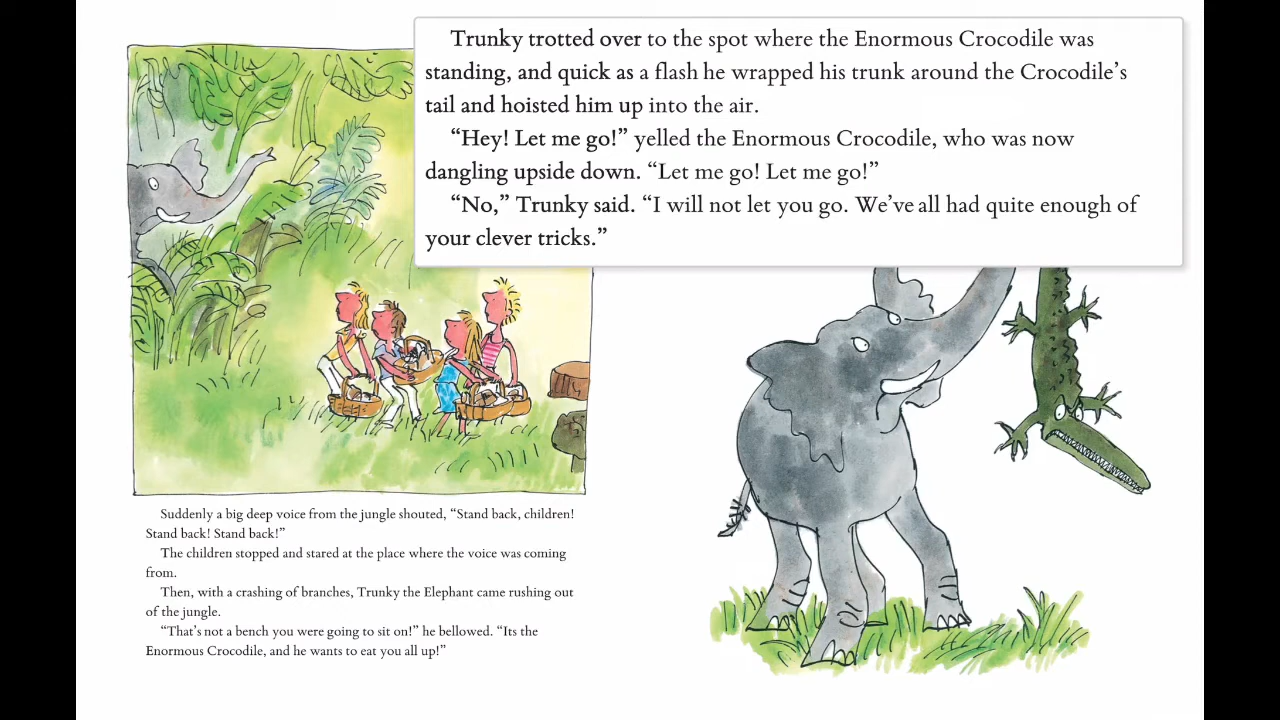 Trunky trotted over to the spot where the Enormous Crocodile was
standing, and quick as a flash he wrapped his trunk around the Crocodile’s
tail and hoisted him up into the air.
“Hey! Let me go!” yelled the Enormous Crocodile, who was now
dangling upside down. “Let me go! Let me go!”
“No,” Trunky said. “I will not let you go. We’ve all had quite enough of
your clever tricks.”
Suddenly a big deep voice from the jungle shouted, “Stand back, children!
Stand back! Stand back!”
The children stopped and stared at the place where the voice was coming
from.
Then, with a crashing of branches, Trunky the Elephant came rushing out
of the jungle.
“That’s not a bench you were going to sit on!” he bellowed. “Its the
Enormous Crocodile, and he wants to eat you all up!”